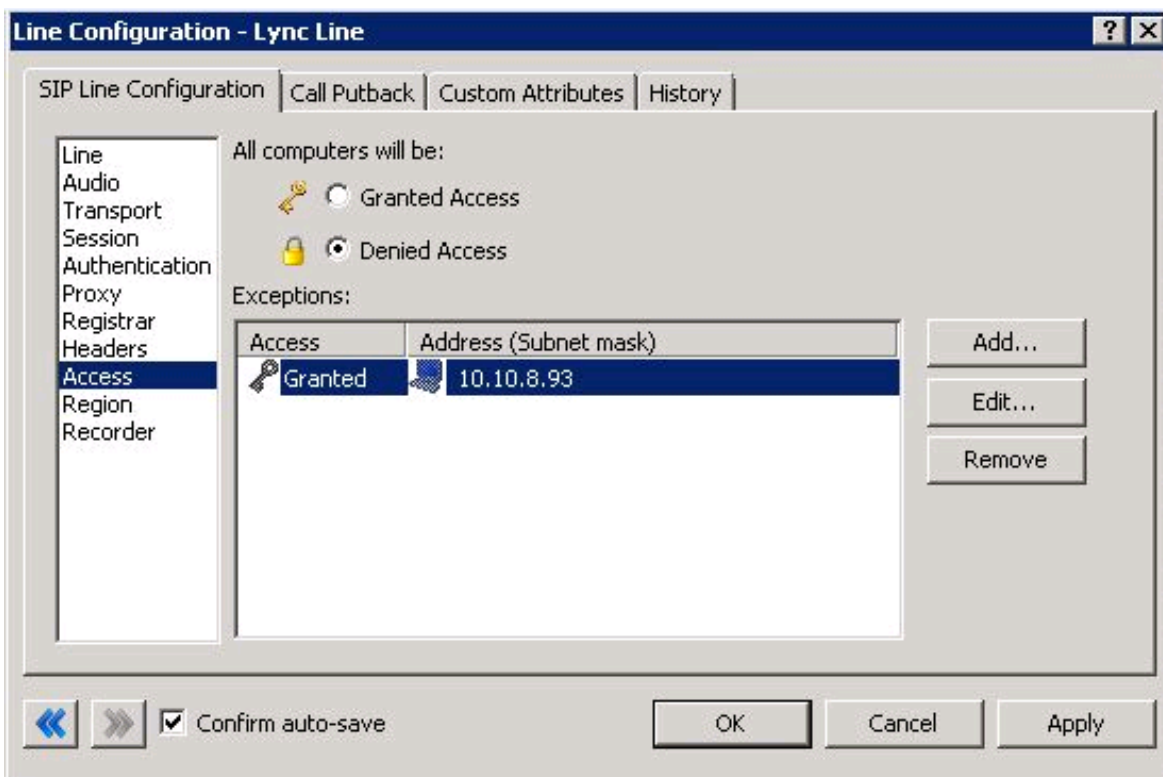 Line Configuration - Lync Line
SIP Line Configuration
Call Putback
Custom Attributes
History
Line
Audio
Transport
Session
Authentication
Proxy
Registrar
Headers
Access
Region
Recorder
All computers will be:
Granted Access
Denied Access
Exceptions:
Access
Address (Subnet mask)
Granted
10.10.8.93
Add...
Edit...
Remove
Confirm auto-save
OK
Cancel
Apply